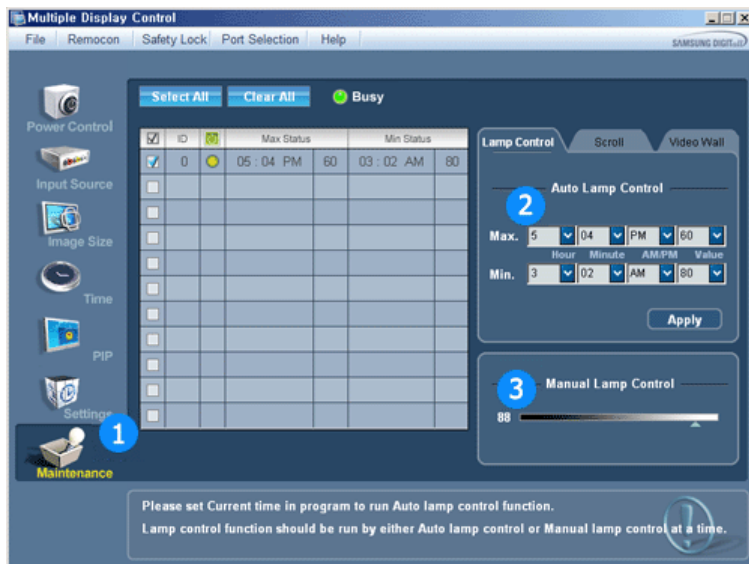 Multiple Display Control
File Remocon Safety Lock Port Selection Help
SAMSUNG DIGITall
Select All Clear All Busy
Power Control
Input Source
Image Size
Time
PIP
Settings
Maintenance
1
ID Max Status Min Status
0 05 : 04 PM 60 03 : 02 AM 80
Lamp Control Scroll Video Wall
Auto Lamp Control
2
Max. 5 04 PM 60
Hour Minute AM/PM Value
Min. 3 02 AM 80
Apply
3
Manual Lamp Control
88
Please set Current time in program to run Auto lamp control function.
Lamp control function should be run by either Auto lamp control or Manual lamp control at a time.